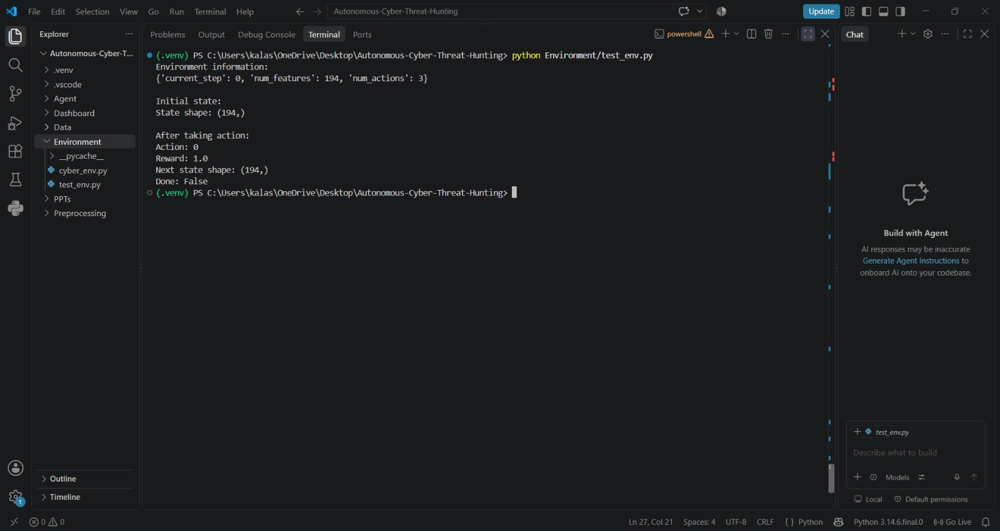 File Edit Selection View Go Run Terminal Help
Autonomous-Cyber-Threat-Hunting
Update
Explorer
Autonomous-Cyber-T...
.venv
.vscode
Agent
Dashboard
Data
Environment
__pycache__
cyber_env.py
test_env.py
PPTs
Preprocessing
Outline
Timeline
Problems Output Debug Console Terminal Ports
powershell
(.venv) PS C:\Users\kalas\OneDrive\Desktop\Autonomous-Cyber-Threat-Hunting> python Environment/test_env.py
Environment information:
{'current_step': 0, 'num_features': 194, 'num_actions': 3}
Initial state:
State shape: (194,)
After taking action:
Action: 0
Reward: 1.0
Next state shape: (194,)
Done: False
(.venv) PS C:\Users\kalas\OneDrive\Desktop\Autonomous-Cyber-Threat-Hunting>
Chat
Build with Agent
AI responses may be inaccurate
Generate Agent Instructions to
onboard AI onto your codebase.
test_env.py
Describe what to build
Models
Local Default permissions
1
0 0
Ln 27, Col 21 Spaces: 4 UTF-8 CRLF { } Python Python 3.14.6.final.0 Go Live